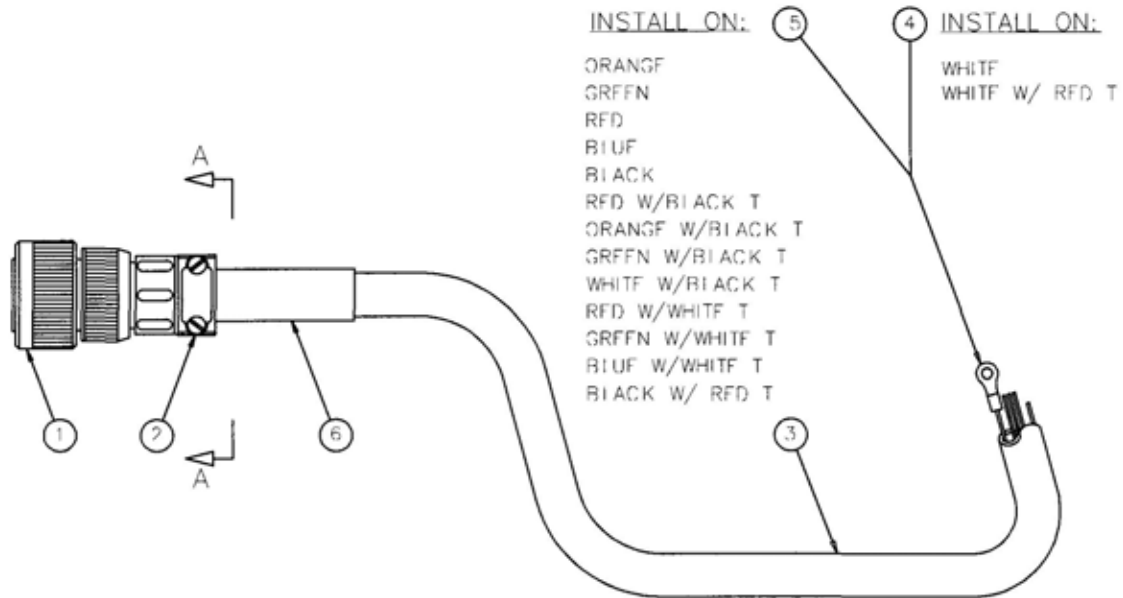 INSTALL ON:
5
4
INSTALL ON:
ORANGE
GREEN
RED
BLUE
BLACK
RED W/BLACK T
ORANGE W/BLACK T
GREEN W/BLACK T
WHITE W/BLACK T
RED W/WHITE T
GREEN W/WHITE T
BLUE W/WHITE T
BLACK W/ RED T
WHITE
WHITE W/ RED T
A
1
2
6
3
A